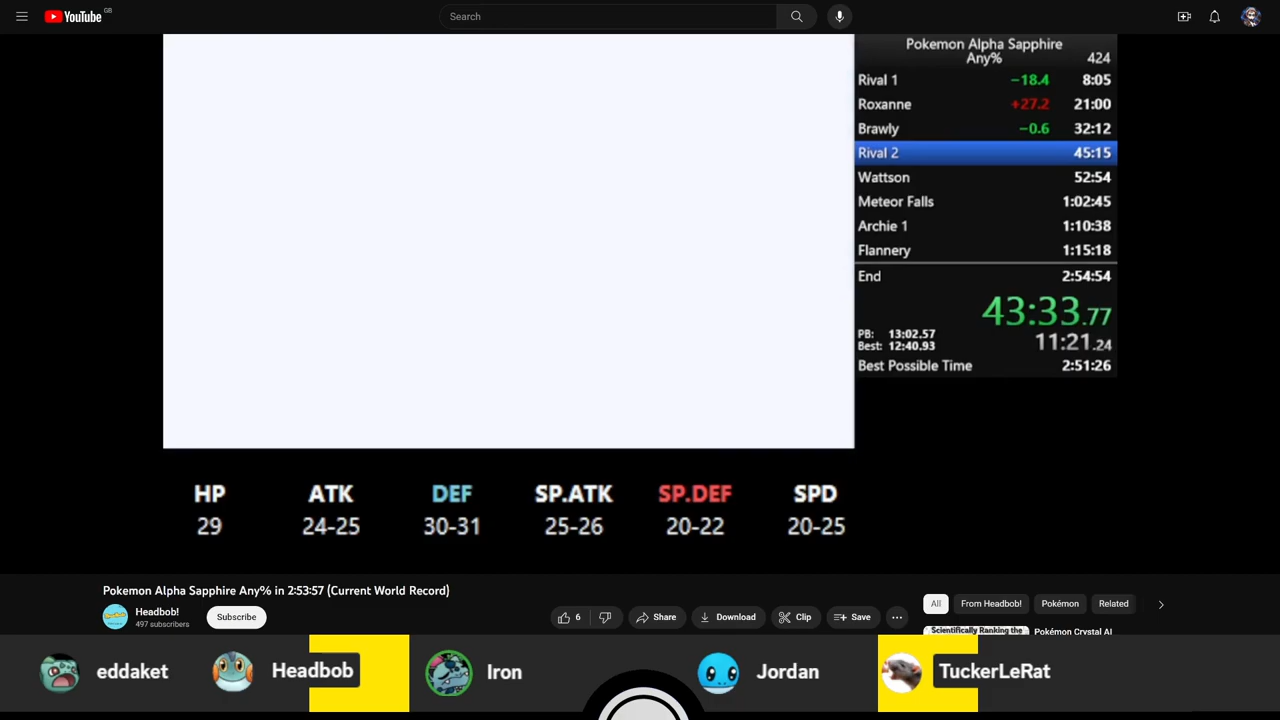 YouTube GB
Search
Pokemon Alpha Sapphire
Any% 424
Rival 1 −18.4 8:05
Roxanne +27.2 21:00
Brawly −0.6 32:12
Rival 2 45:15
Wattson 52:54
Meteor Falls 1:02:45
Archie 1 1:10:38
Flannery 1:15:18
End 2:54:54
43:33.77
PB: 13:02.57
Best: 12:40.93
11:21.24
Best Possible Time 2:51:26
HP ATK DEF SP.ATK SP.DEF SPD
29 24-25 30-31 25-26 20-22 20-25
Pokemon Alpha Sapphire Any% in 2:53:57 (Current World Record)
Headbob!
497 subscribers
Subscribe
6
Share
Download
Clip
Save
All
From Headbob!
Pokémon
Related
Scientifically Ranking the
Pokémon Crystal AI
eddaket
Headbob
Iron
Jordan
TuckerLeRat